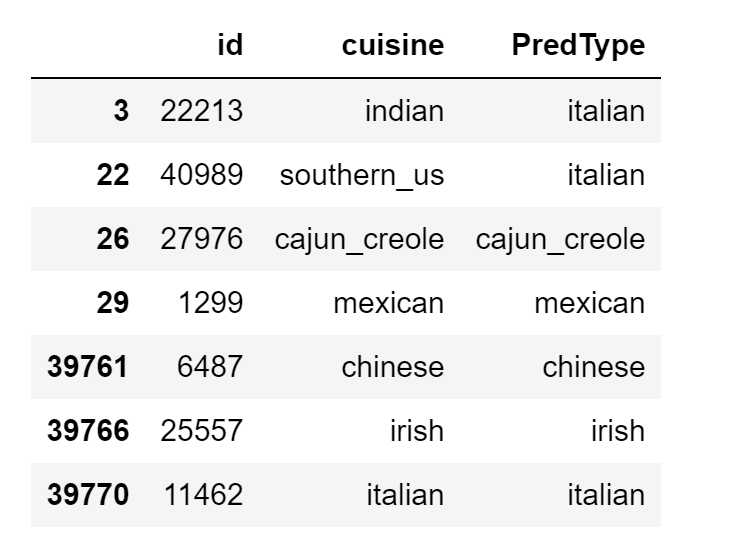 id cuisine PredType
3 22213 indian italian
22 40989 southern_us italian
26 27976 cajun_creole cajun_creole
29 1299 mexican mexican
39761 6487 chinese chinese
39766 25557 irish irish
39770 11462 italian italian